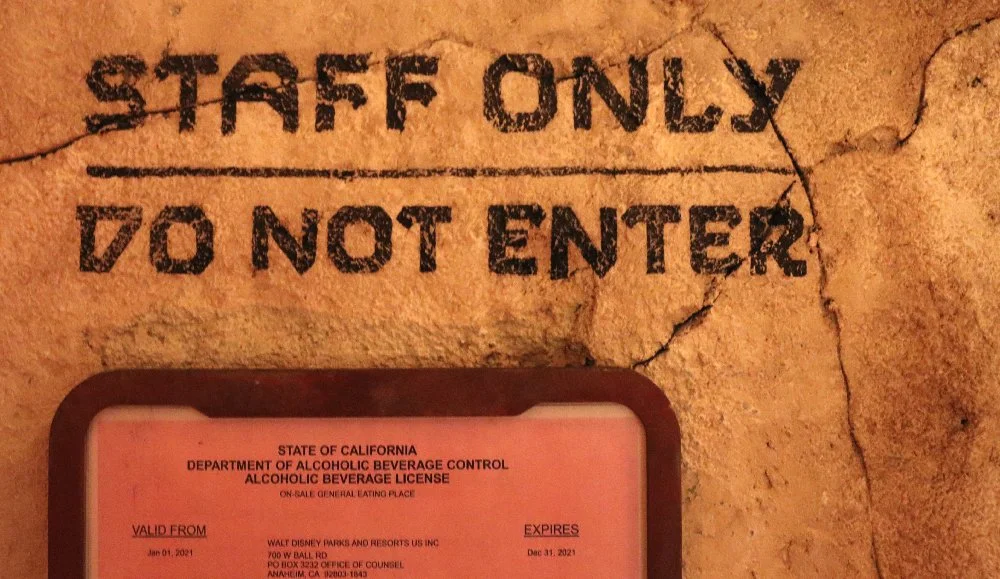 STAFF ONLY
DO NOT ENTER
STATE OF CALIFORNIA
DEPARTMENT OF ALCOHOLIC BEVERAGE CONTROL
ALCOHOLIC BEVERAGE LICENSE
ON-SALE GENERAL EATING PLACE
VALID FROM
Jan 01, 2021
EXPIRES
Dec 31, 2021
WALT DISNEY PARKS AND RESORTS US INC
700 W BALL RD
PO BOX 3232 OFFICE OF COUNSEL
ANAHEIM, CA 92803-1843